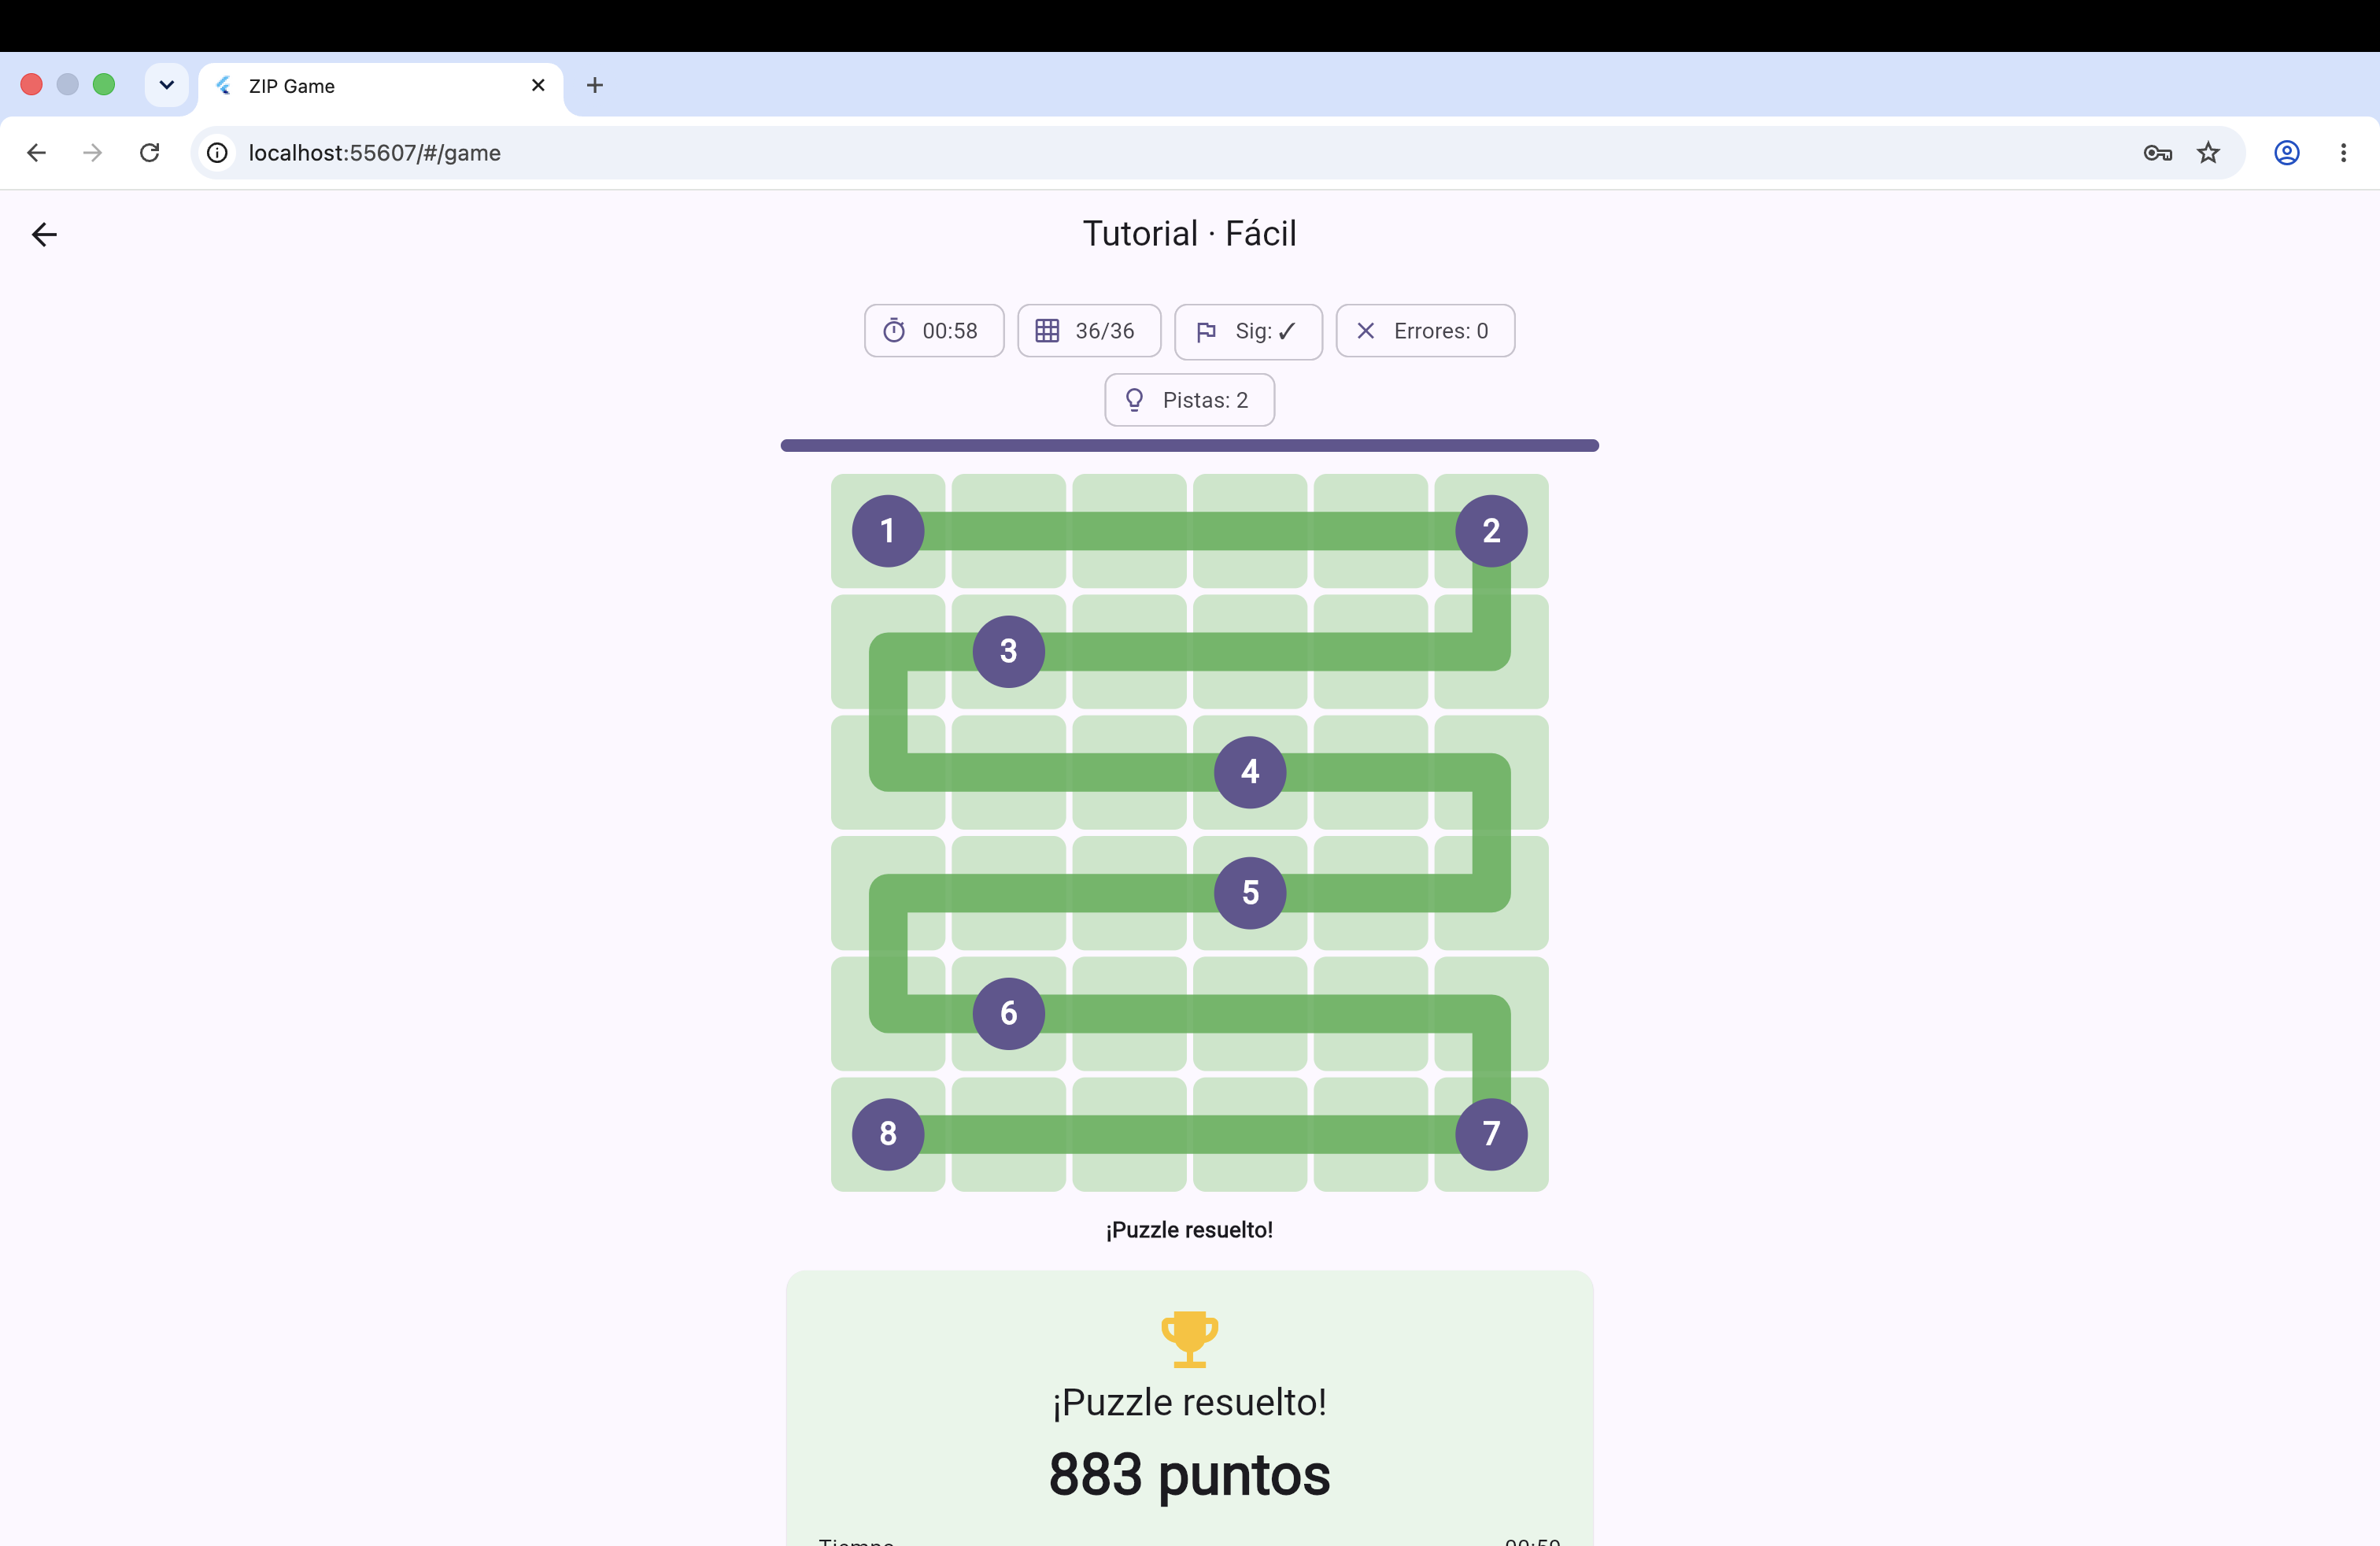 ZIP Game
localhost:55607/#/game
Tutorial · Fácil
00:58
36/36
Sig: ✓
Errores: 0
Pistas: 2
1
2
3
4
5
6
8
7
¡Puzzle resuelto!
¡Puzzle resuelto!
883 puntos